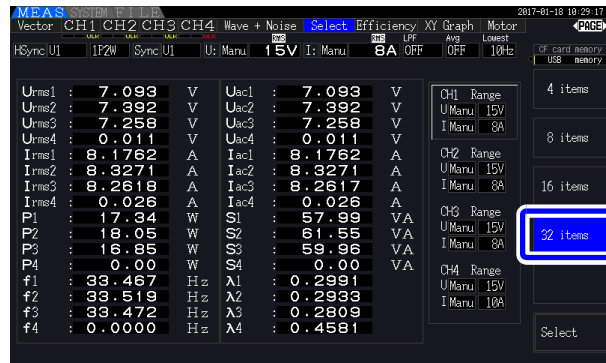 MEAS SYSTEM FILE 2017-01-18 10:29:17
Vector CH1 CH2 CH3 CH4 Wave + Noise Select Efficiency XY Graph Motor PAGE
RMS RMS LPF Avg Lowest
HSync U1 1P2W Sync U1 U: Manu 15V I: Manu 8A OFF OFF 10Hz
CF card memory
USB memory
Urms1 : 7.093 V Uac1 : 7.093 V
Urms2 : 7.392 V Uac2 : 7.392 V
Urms3 : 7.258 V Uac3 : 7.258 V
Urms4 : 0.011 V Uac4 : 0.011 V
Irms1 : 8.1762 A Iac1 : 8.1762 A
Irms2 : 8.3271 A Iac2 : 8.3271 A
Irms3 : 8.2618 A Iac3 : 8.2617 A
Irms4 : 0.026 A Iac4 : 0.026 A
P1 : 17.34 W S1 : 57.99 VA
P2 : 18.05 W S2 : 61.55 VA
P3 : 16.85 W S3 : 59.96 VA
P4 : 0.00 W S4 : 0.00 VA
f1 : 33.467 Hz λ1 : 0.2991
f2 : 33.519 Hz λ2 : 0.2933
f3 : 33.472 Hz λ3 : 0.2809
f4 : 0.0000 Hz λ4 : 0.4581
CH1 Range
U Manu 15V
I Manu 8A
CH2 Range
U Manu 15V
I Manu 8A
CH3 Range
U Manu 15V
I Manu 8A
CH4 Range
U Manu 15V
I Manu 10A
4 items
8 items
16 items
32 items
Select